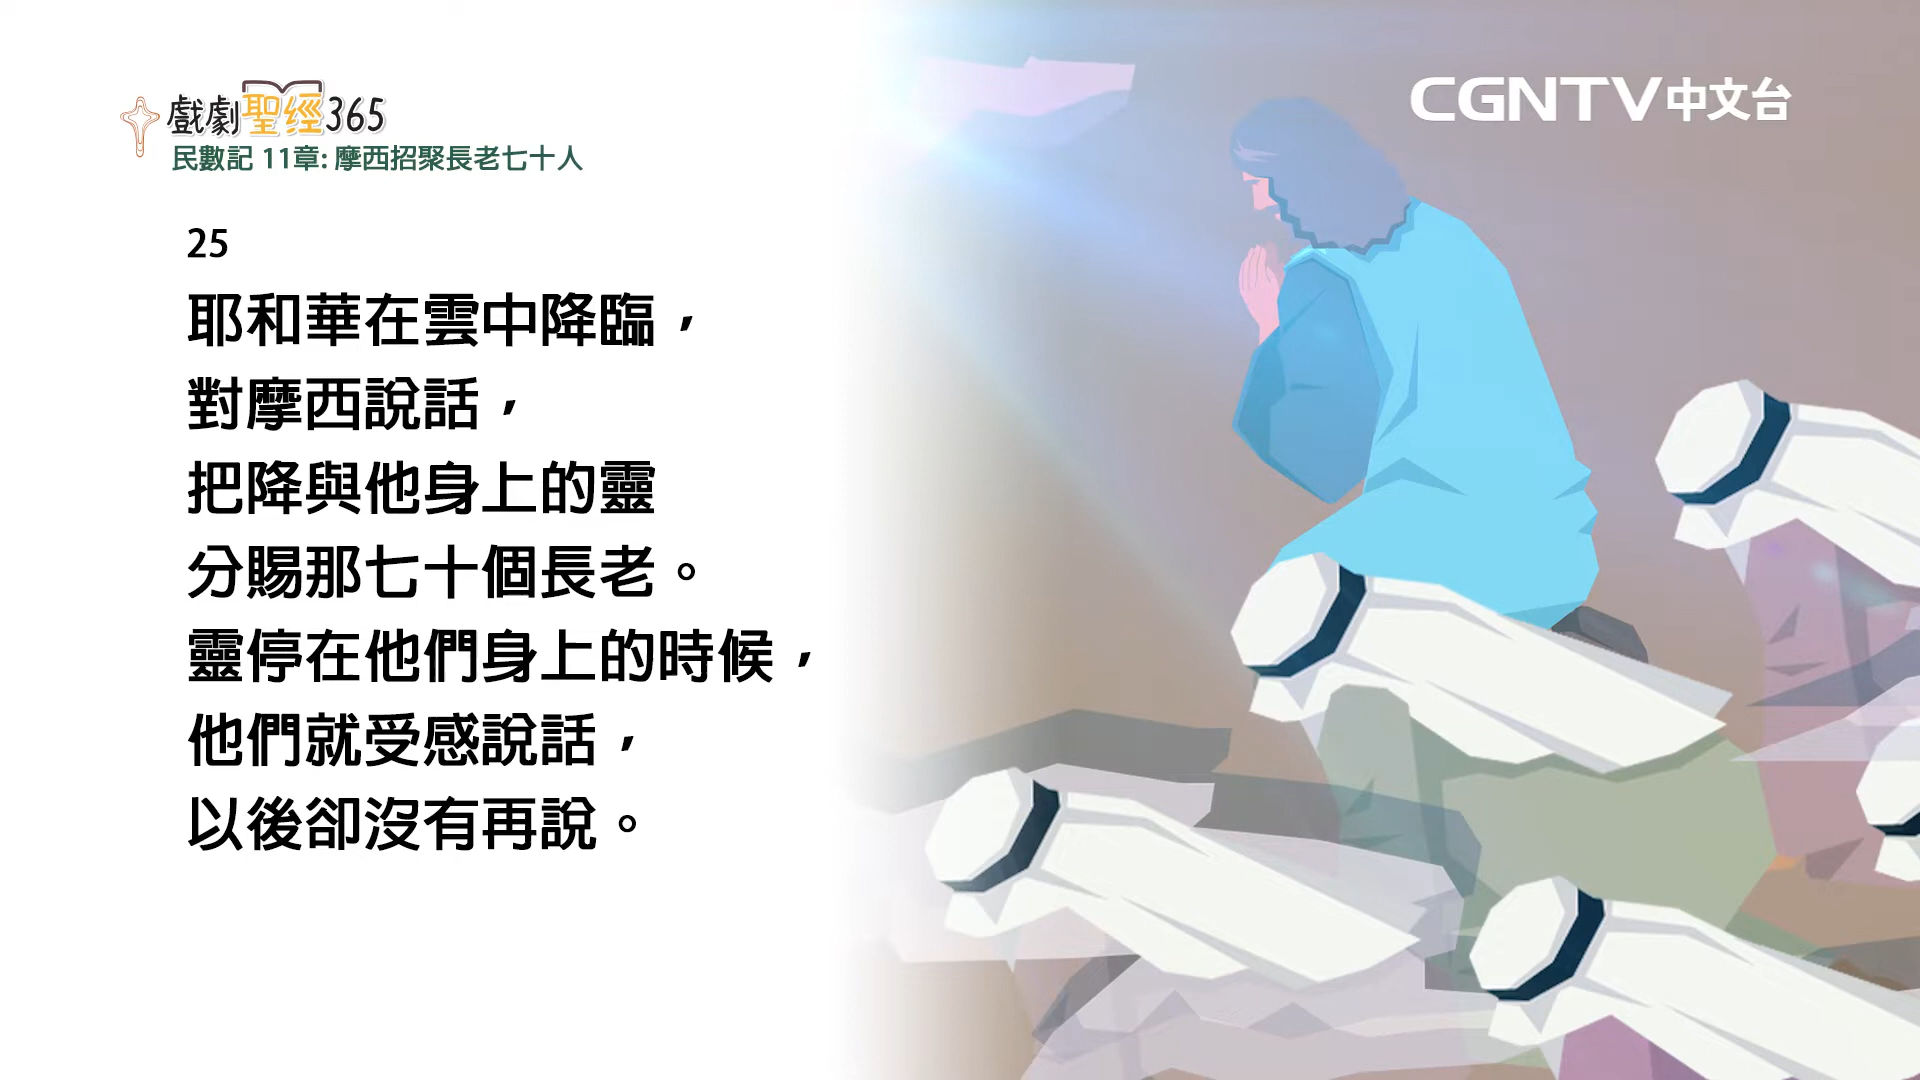 戲劇聖經365
CGNTV中文台
民數記 11章: 摩西招聚長老七十人
25
耶和華在雲中降臨，
對摩西說話，
把降與他身上的靈
分賜那七十個長老。
靈停在他們身上的時候，
他們就受感說話，
以後卻沒有再說。